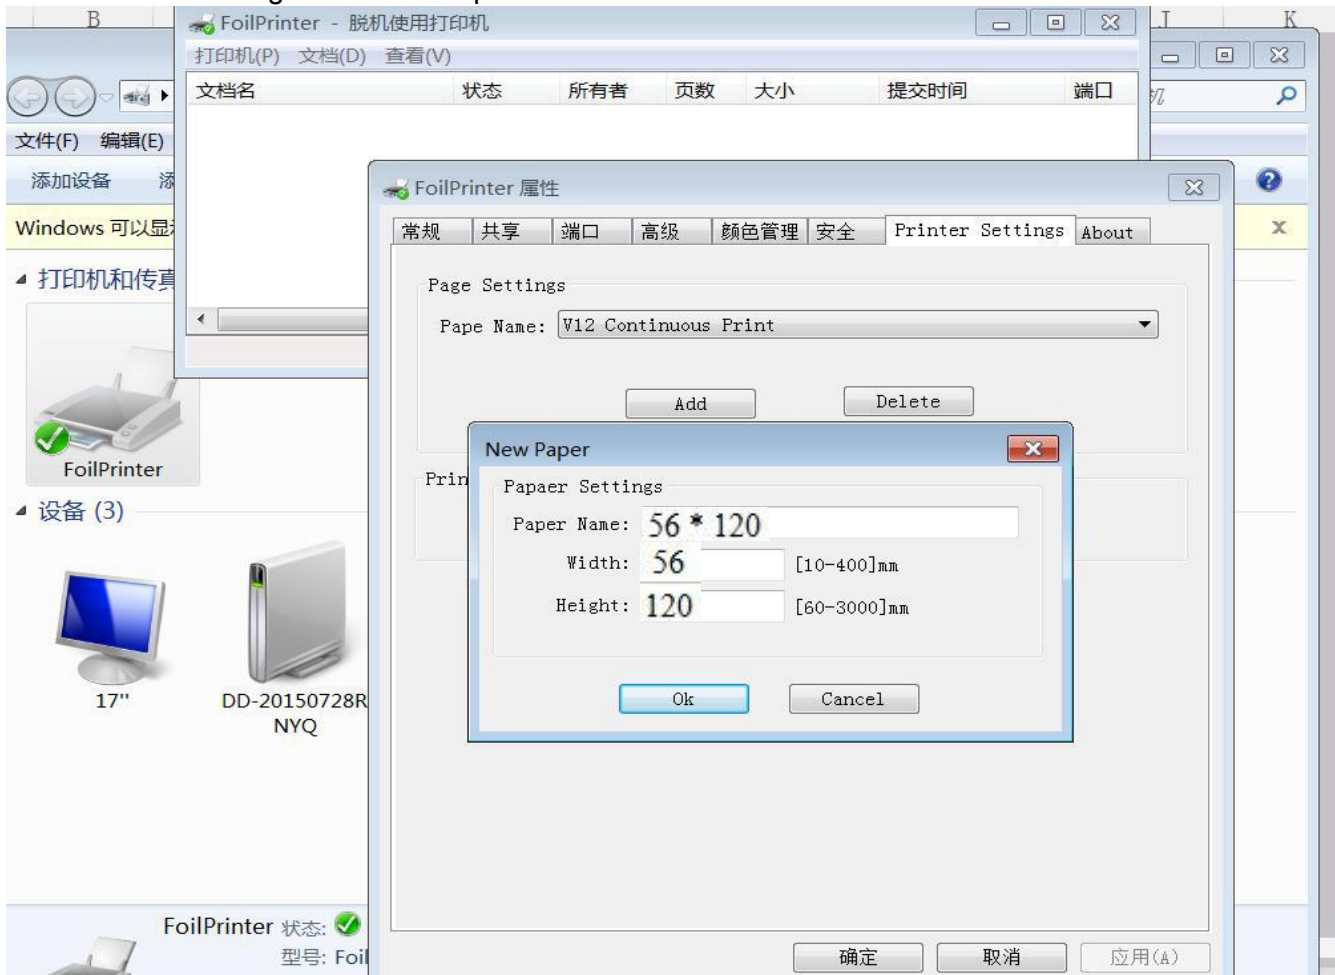 B
J
K
FoilPrinter - 脱机使用打印机
打印机(P) 文档(D) 查看(V)
文档名 状态 所有者 页数 大小 提交时间 端口
文件(F) 编辑(E)
添加设备
Windows 可以显
打印机和传真
FoilPrinter
设备 (3)
17''
DD-20150728R
NYQ
FoilPrinter 属性
常规 共享 端口 高级 颜色管理 安全 Printer Settings About
Page Settings
Pape Name: V12 Continuous Print
Add Delete
Prin
New Paper
Papaer Settings
Paper Name: 56 * 120
Width: 56 [10-400]mm
Height: 120 [60-3000]mm
Ok Cancel
FoilPrinter 状态:
型号: Foil
确定 取消 应用(A)